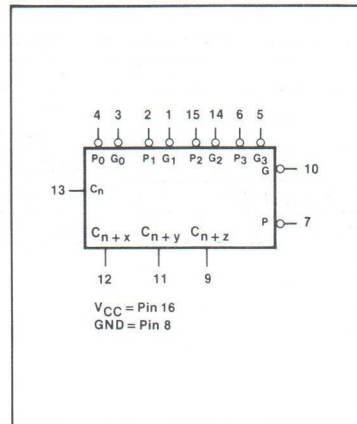 4 3 2 1 15 14 6 5
P0 G0 P1 G1 P2 G2 P3 G3
G 10
13 Cn
P 7
Cn+x Cn+y Cn+z
12 11 9
VCC = Pin 16
GND = Pin 8